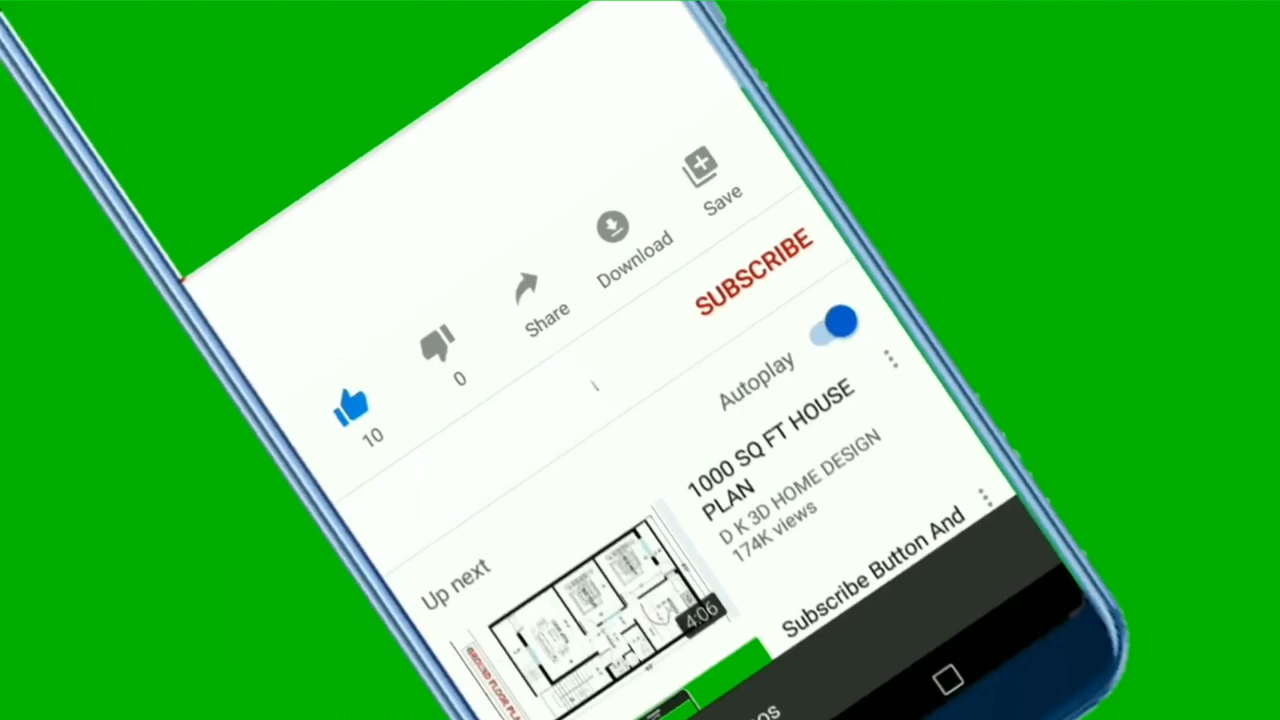 10
0
Share
Download
Save
SUBSCRIBE
Autoplay
Up next
1000 SQ FT HOUSE
PLAN
D K 3D HOME DESIGN
174K views
4:06
Subscribe Button And